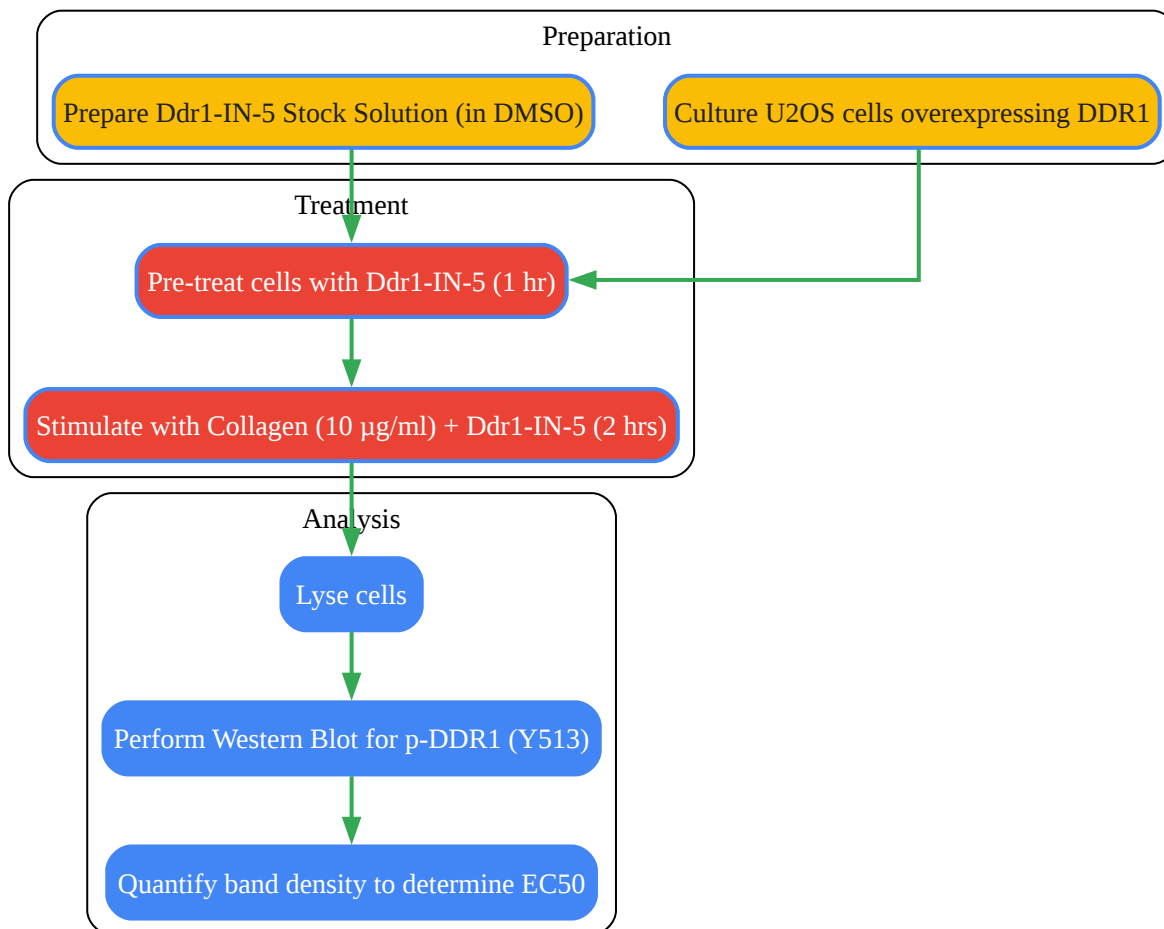 Preparation
Prepare Ddr1-IN-5 Stock Solution (in DMSO)
Culture U2OS cells overexpressing DDR1
Treatment
Pre-treat cells with Ddr1-IN-5 (1 hr)
Stimulate with Collagen (10 µg/ml) + Ddr1-IN-5 (2 hrs)
Analysis
Lyse cells
Perform Western Blot for p-DDR1 (Y513)
Quantify band density to determine EC50